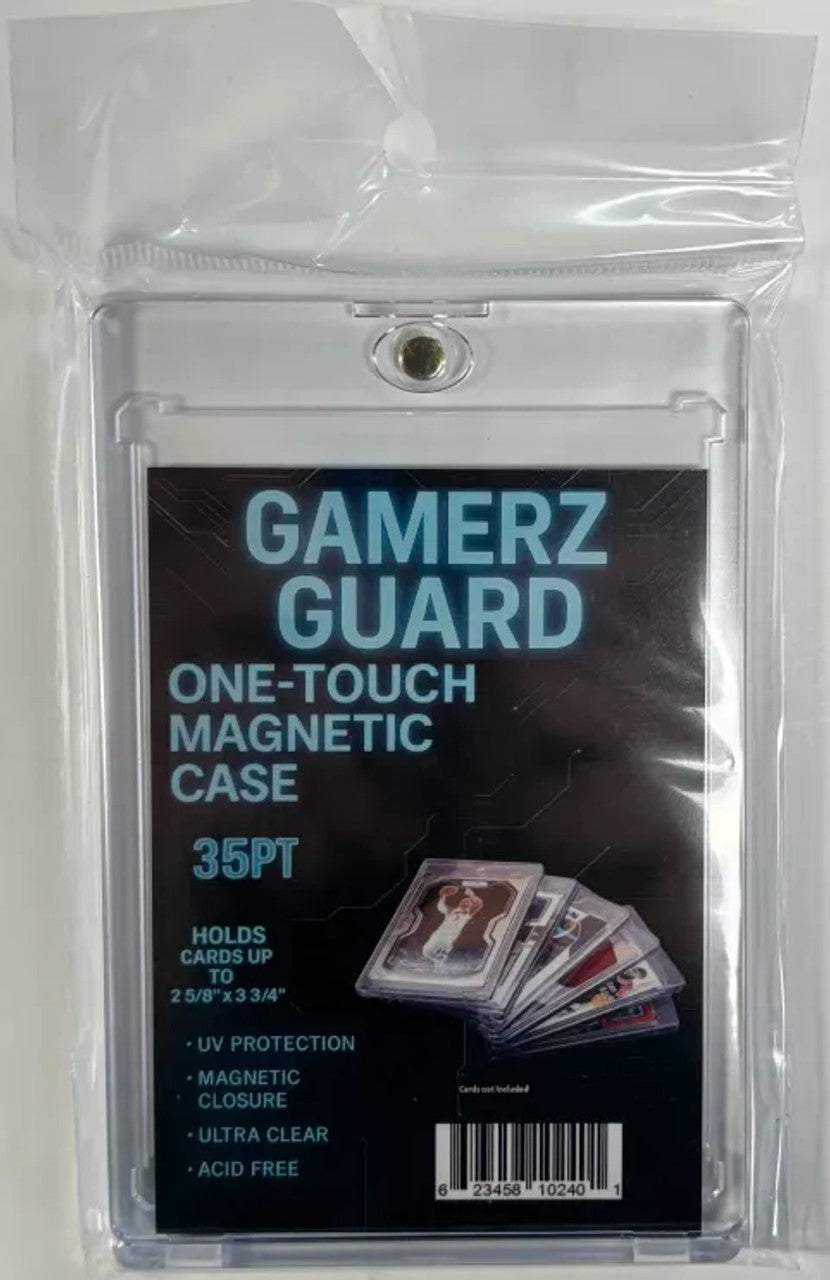 GAMERZ
GUARD
ONE-TOUCH
MAGNETIC
CASE
35PT
HOLDS
CARDS UP
TO
2 5/8" x 3 3/4"
• UV PROTECTION
• MAGNETIC
CLOSURE
• ULTRA CLEAR
• ACID FREE
Cards not Included
6 23458 10240 1